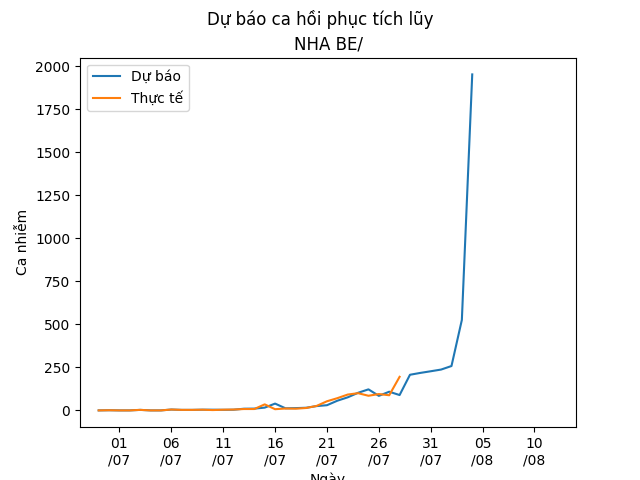 Dự báo ca hồi phục tích lũy
NHA BE/
Dự báo
Thực tế
Ca nhiễm
2000
1750
1500
1250
1000
750
500
250
0
01 06 11 16 21 26 31 05 10
/07 /07 /07 /07 /07 /07 /07 /08 /08
Ngày